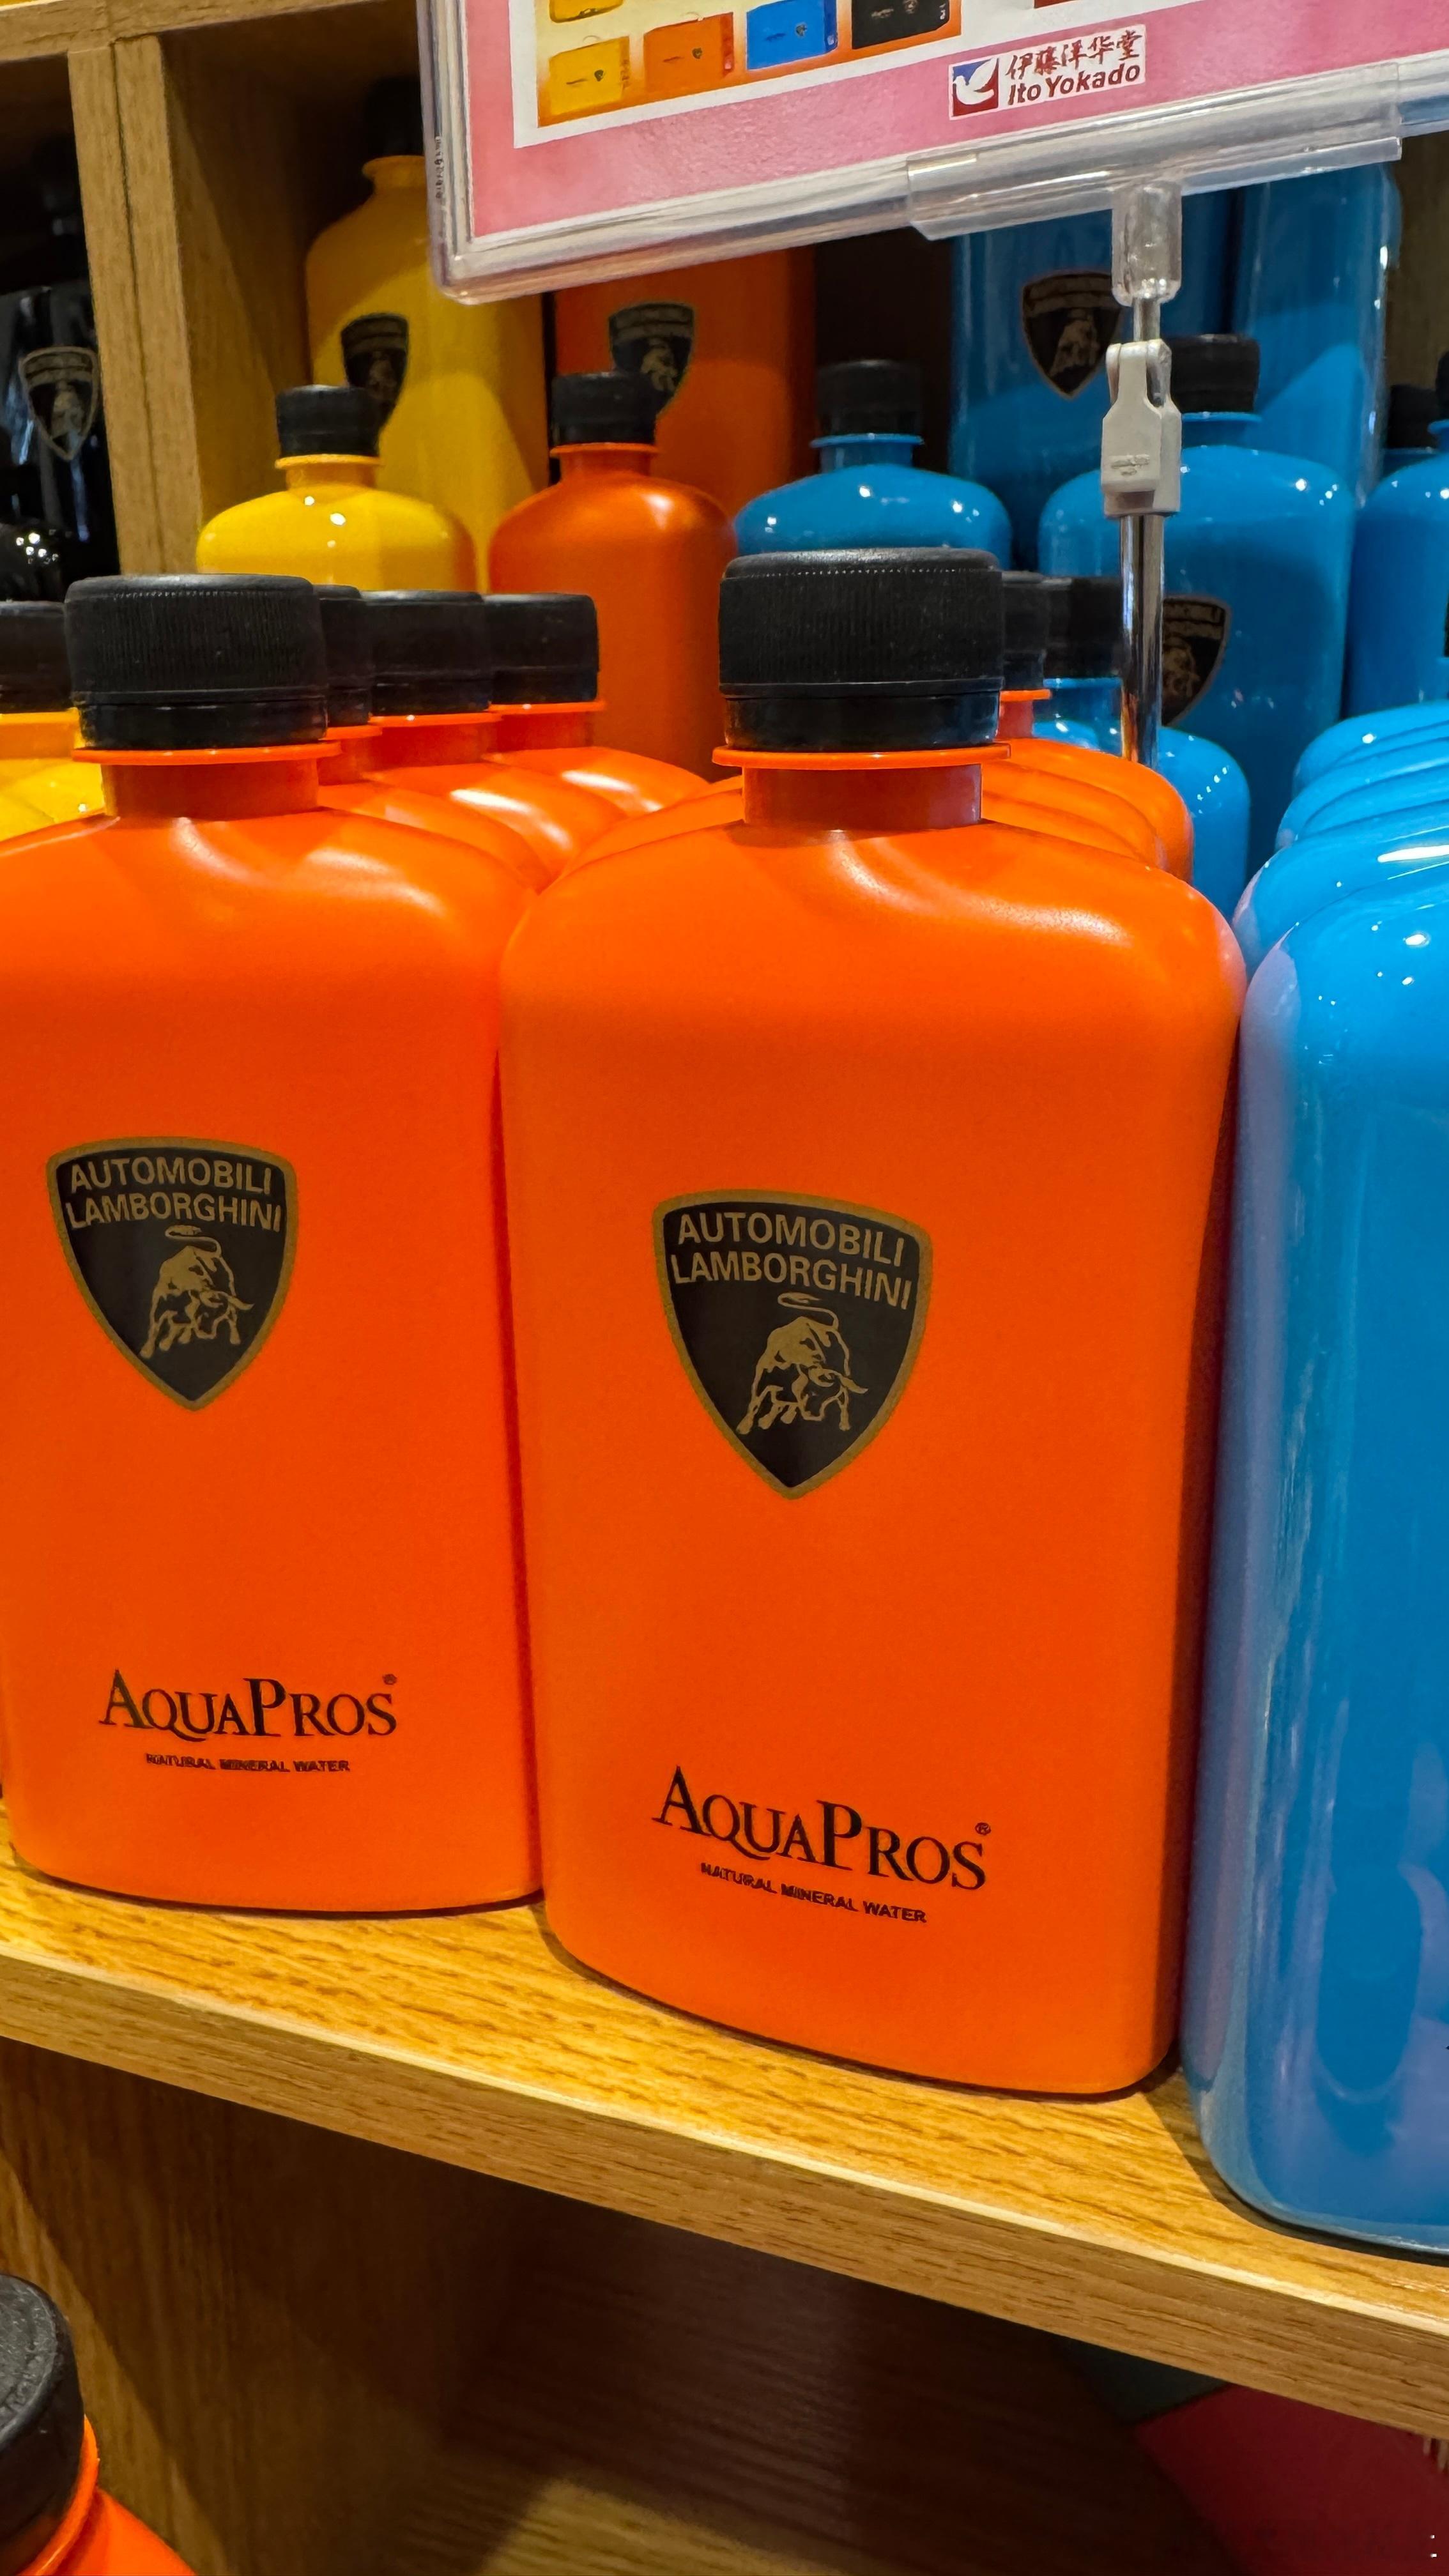 伊藤洋华堂
Ito Yokado
AUTOMOBILI
LAMBORGHINI
AQUAPROS®
NATURAL MINERAL WATER
AUTOMOBILI
LAMBORGHINI
AQUAPROS®
NATURAL MINERAL WATER